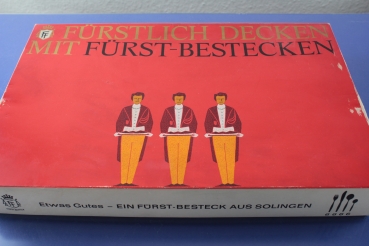 FÜRSTLICH DECKEN
MIT FÜRST-BESTECKEN
Etwas Gutes – EIN FÜRST-BESTECK AUS SOLINGEN